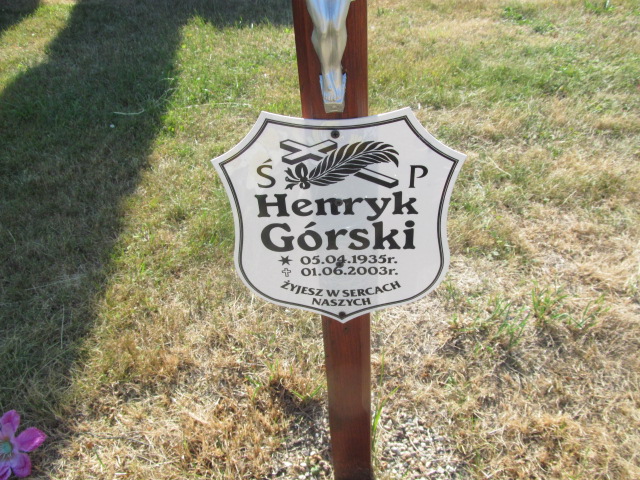 Ś P
Henryk
Górski
★ 05.04.1935r.
✞ 01.06.2003r.
ŻYJESZ W SERCACH
NASZYCH